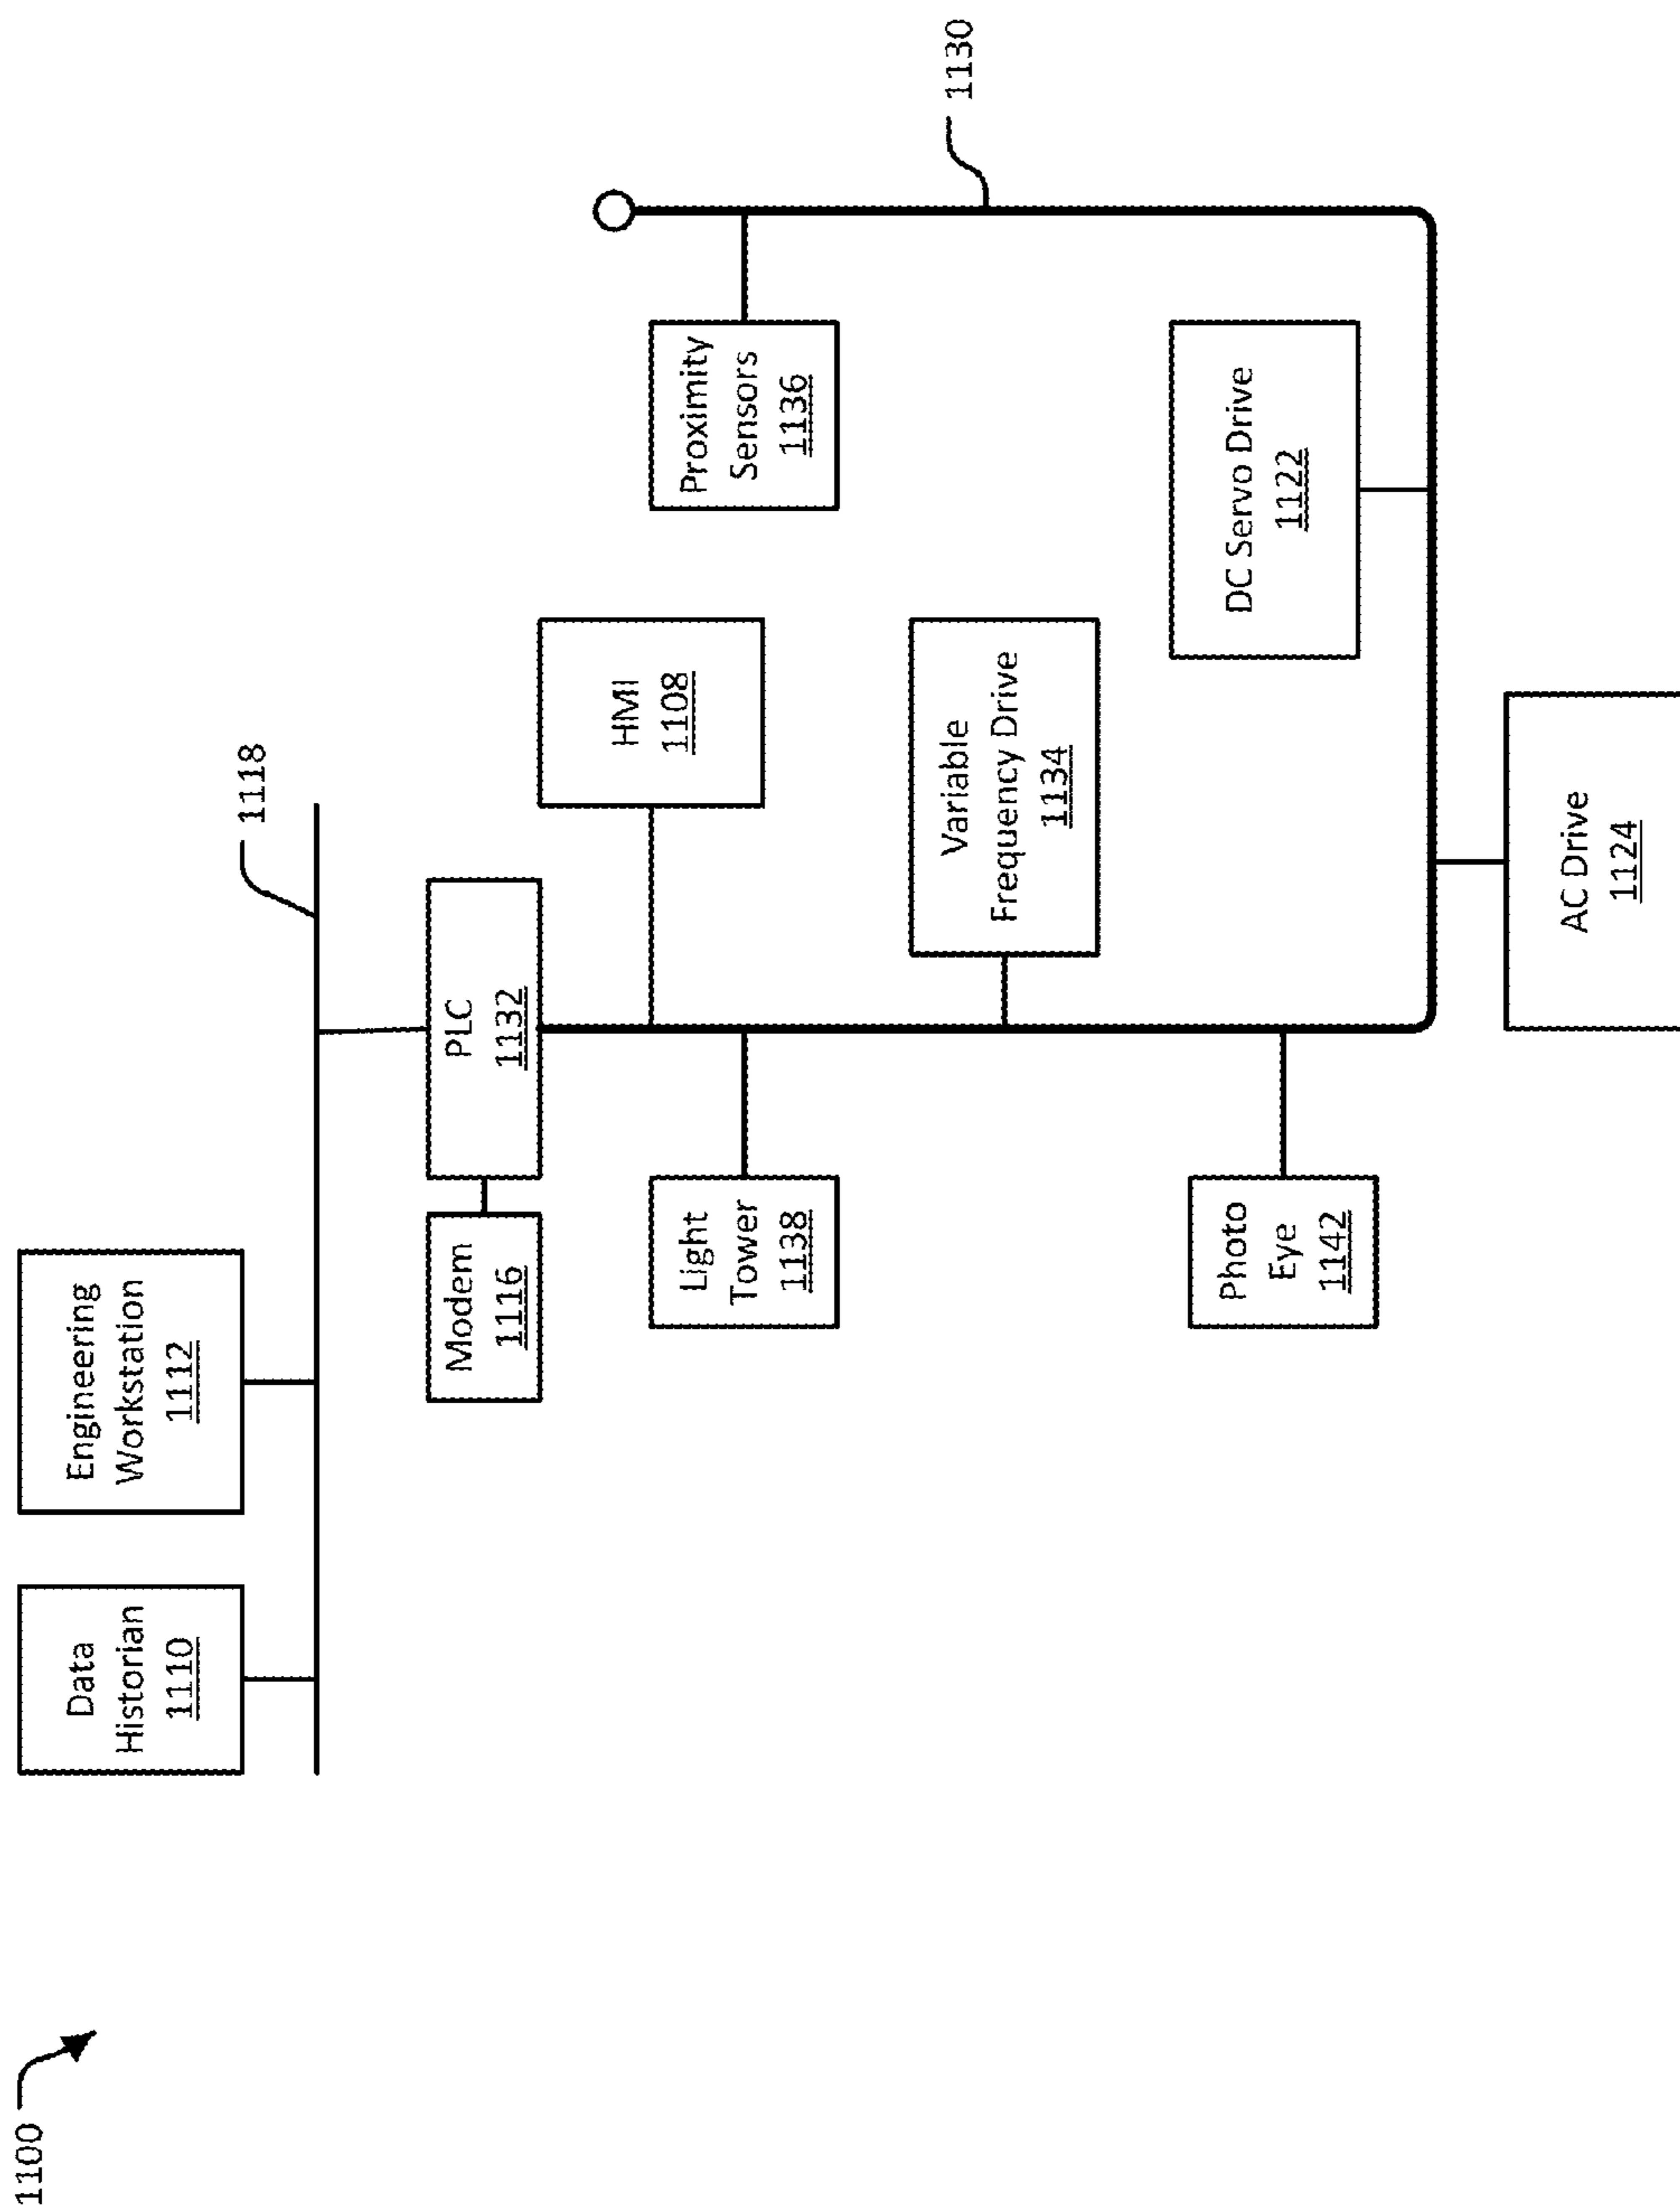 1100
Data
Historian
1110
Engineering
Workstation
1112
1118
Modem
1116
PLC
1132
HMI
1108
Light
Tower
1138
Proximity
Sensors
1136
1130
Variable
Frequency Drive
1134
Photo
Eye
1142
DC Servo Drive
1122
AC Drive
1124